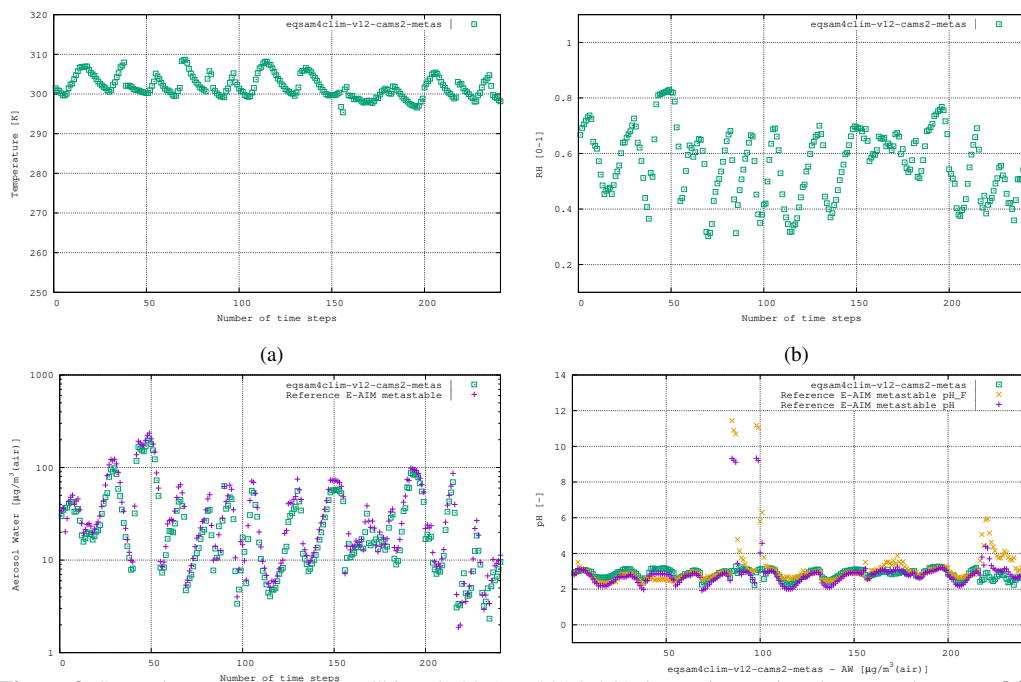 eqsam4clim-v12-cams2-metas
320
310
300
290
280
270
260
250
Temperature [K]
0
50
100
150
200
Number of time steps
(a)
eqsam4clim-v12-cams2-metas
1
0.8
0.6
0.4
0.2
RH [0-1]
50
100
150
200
Number of time steps
(b)
eqsam4clim-v12-cams2-metas
Reference E-AIM metastable
1000
100
10
1
Aerosol Water [µg/m^3(air)]
0
50
100
150
200
Number of time steps
eqsam4clim-v12-cams2-metas
Reference E-AIM metastable pH_F
Reference E-AIM metastable pH
14
12
10
8
6
4
2
0
pH [-]
50
100
150
200
eqsam4clim-v12-cams2-metas - AW [µg/m^3(air)]